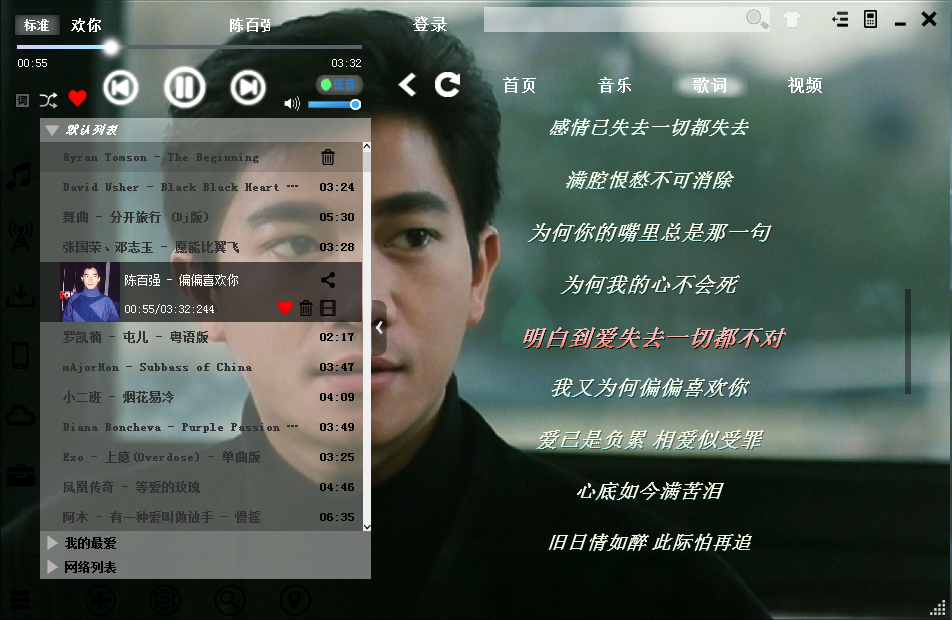 标准 欢你 陈百强
登录
00:55 03:32
词
低音
首页 音乐 歌词 视频
默认列表
Ryran Tomson - The Beginning
David Usher - Black Black Heart ··· 03:24
舞曲 - 分开旅行 (Dj版) 05:30
张国荣、邓志玉 - 愿能比翼飞 03:28
陈百强 - 偏偏喜欢你
00:55/03:32:244
罗凯楠 - 屯儿 - 粤语版 02:17
mAjorHon - Subbass of China 03:47
小二班 - 烟花易冷 04:09
Diana Boncheva - Purple Passion ··· 03:49
Exo - 上瘾(Overdose) - 单曲版 03:25
凤凰传奇 - 等爱的玫瑰 04:46
阿木 - 有一种爱叫做放手 - 慢摇 06:35
我的最爱
网络列表
感情已失去一切都失去
满腔恨愁不可消除
为何你的嘴里总是那一句
为何我的心不会死
明白到爱失去一切都不对
我又为何偏偏喜欢你
爱已是负累 相爱似受罪
心底如今满苦泪
旧日情如醉 此际怕再追